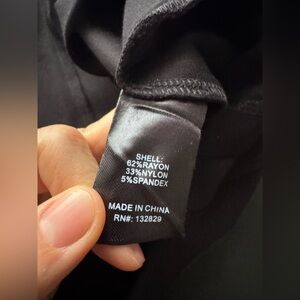 SHELL:
62%RAYON
33%NYLON
5%SPANDEX
MADE IN CHINA
RN#: 132829